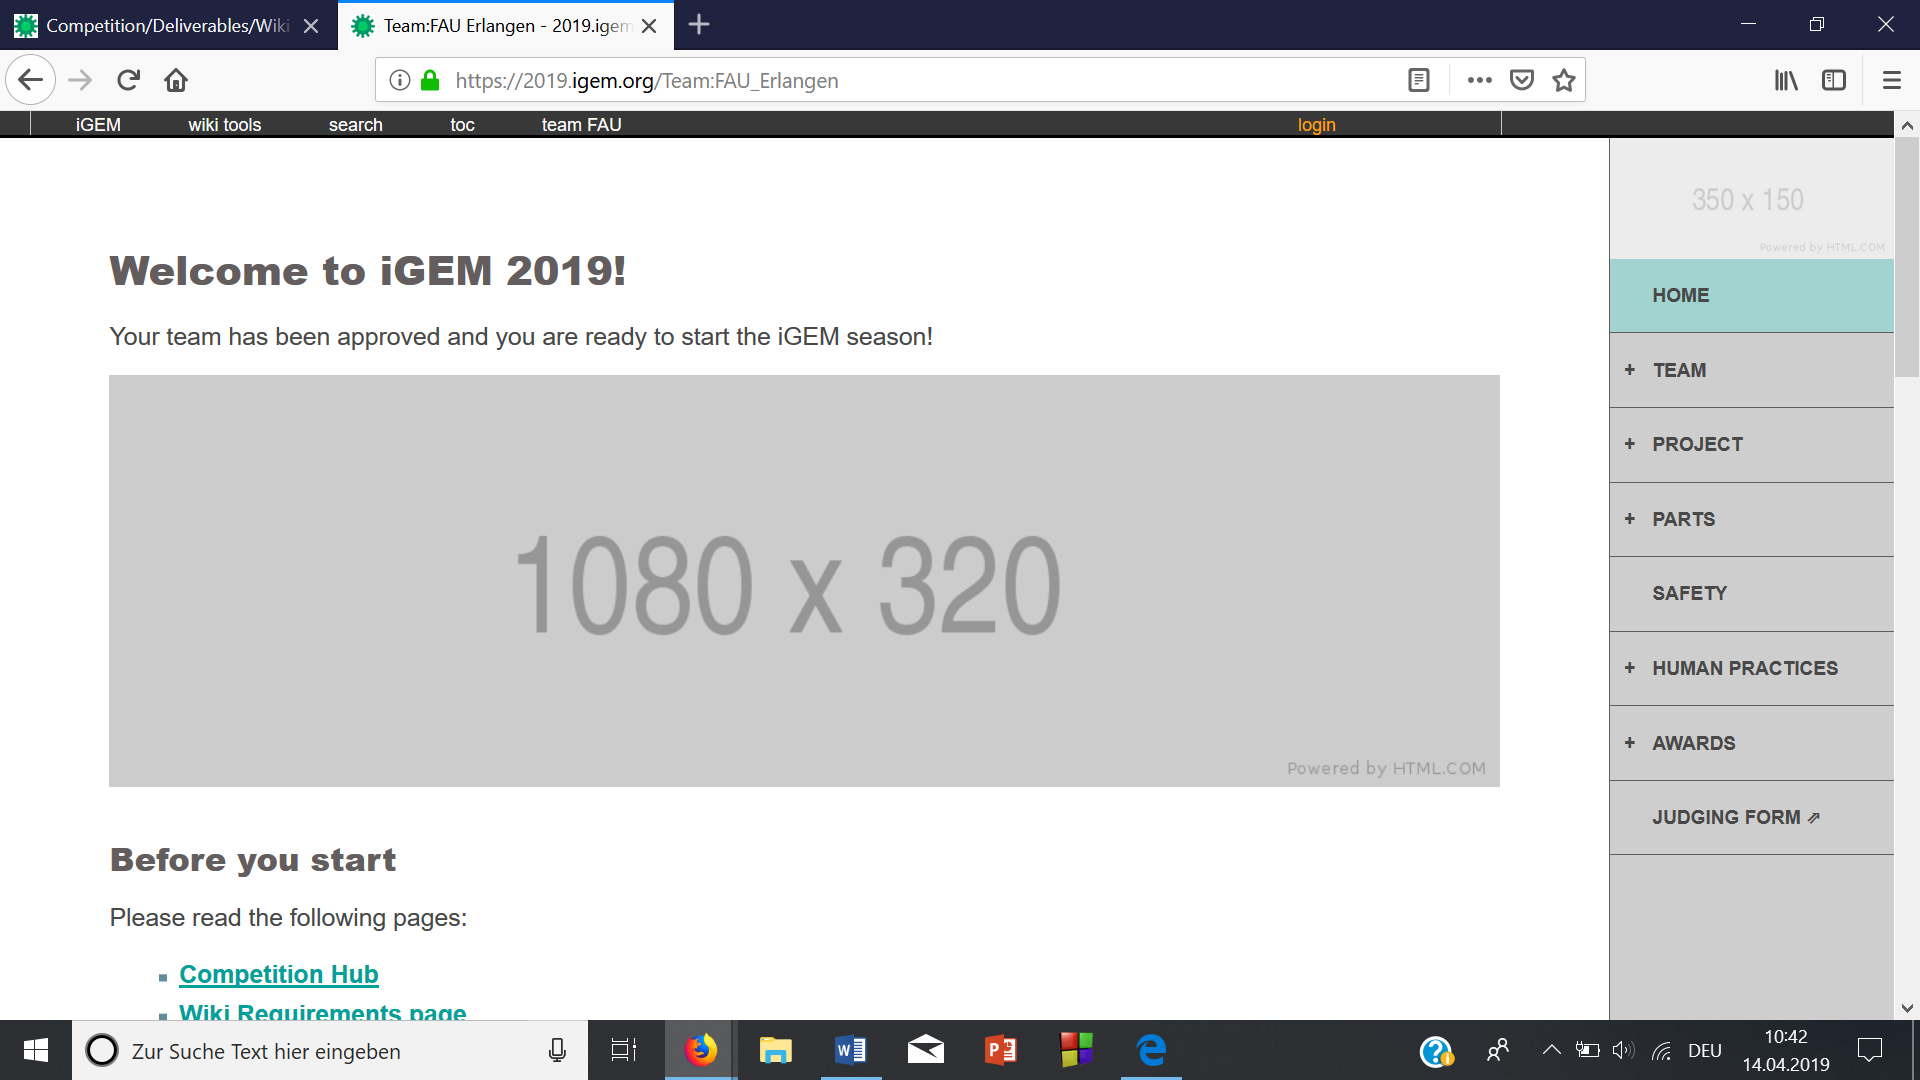 Competition/Deliverables/Wiki
Team:FAU Erlangen - 2019.igem
https://2019.igem.org/Team:FAU_Erlangen
iGEM wiki tools search toc team FAU login
350 x 150
Powered by HTML.COM
Welcome to iGEM 2019!
Your team has been approved and you are ready to start the iGEM season!
1080 x 320
Powered by HTML.COM
Before you start
Please read the following pages:
Competition Hub
Wiki Requirements page
HOME
+ TEAM
+ PROJECT
+ PARTS
SAFETY
+ HUMAN PRACTICES
+ AWARDS
JUDGING FORM ⇗
Zur Suche Text hier eingeben
DEU
10:42
14.04.2019